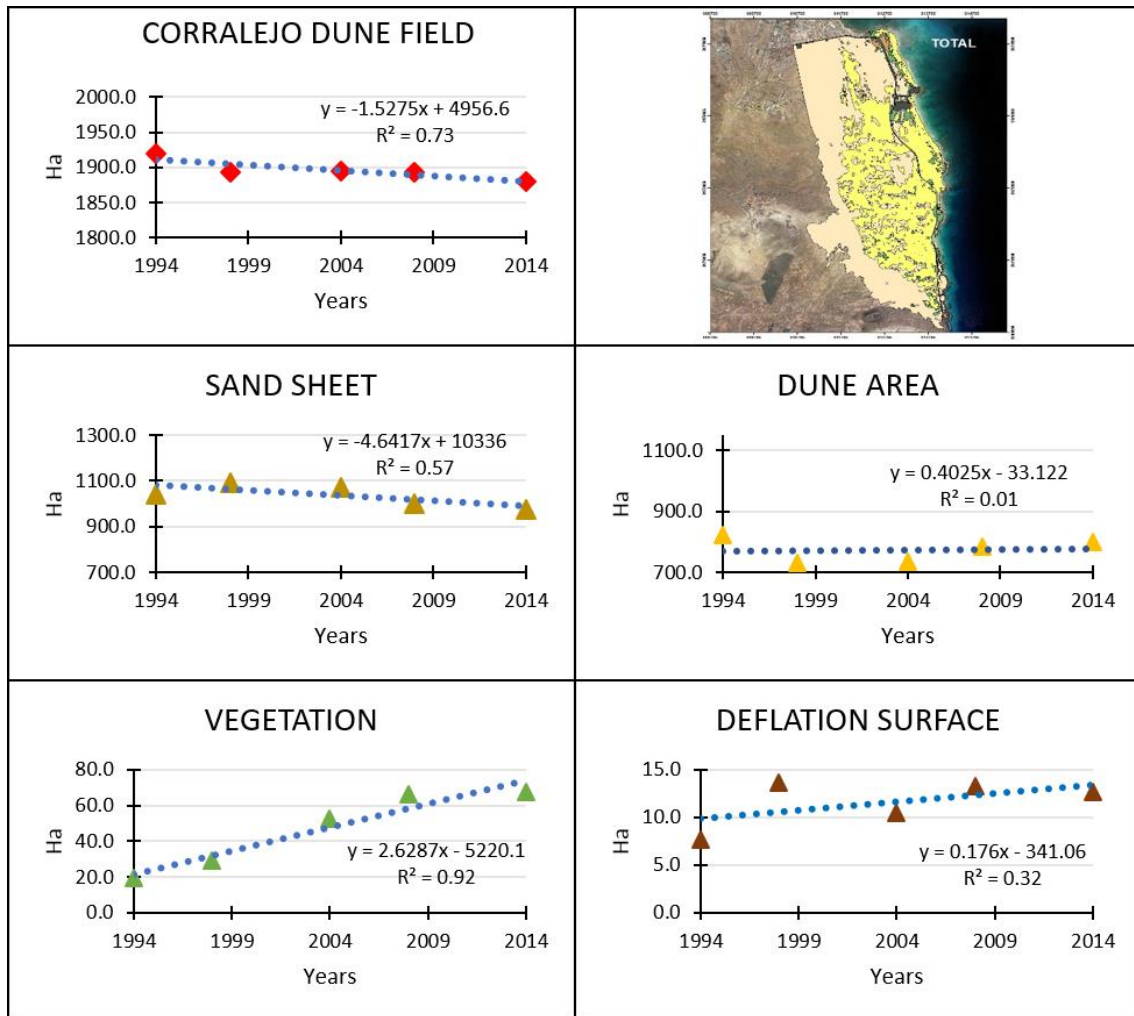 CORRALEJO DUNE FIELD
2000.0
1950.0
1900.0
1850.0
1800.0
Ha
y = -1.5275x + 4956.6
R² = 0.73
1994 1999 2004 2009 2014
Years
TOTAL
SAND SHEET
1300.0
1100.0
900.0
700.0
Ha
y = -4.6417x + 10336
R² = 0.57
1994 1999 2004 2009 2014
Years
DUNE AREA
1100.0
900.0
700.0
Ha
y = 0.4025x - 33.122
R² = 0.01
1994 1999 2004 2009 2014
Years
VEGETATION
80.0
60.0
40.0
20.0
0.0
Ha
y = 2.6287x - 5220.1
R² = 0.92
1994 1999 2004 2009 2014
Years
DEFLATION SURFACE
15.0
10.0
5.0
0.0
Ha
y = 0.176x - 341.06
R² = 0.32
1994 1999 2004 2009 2014
Years